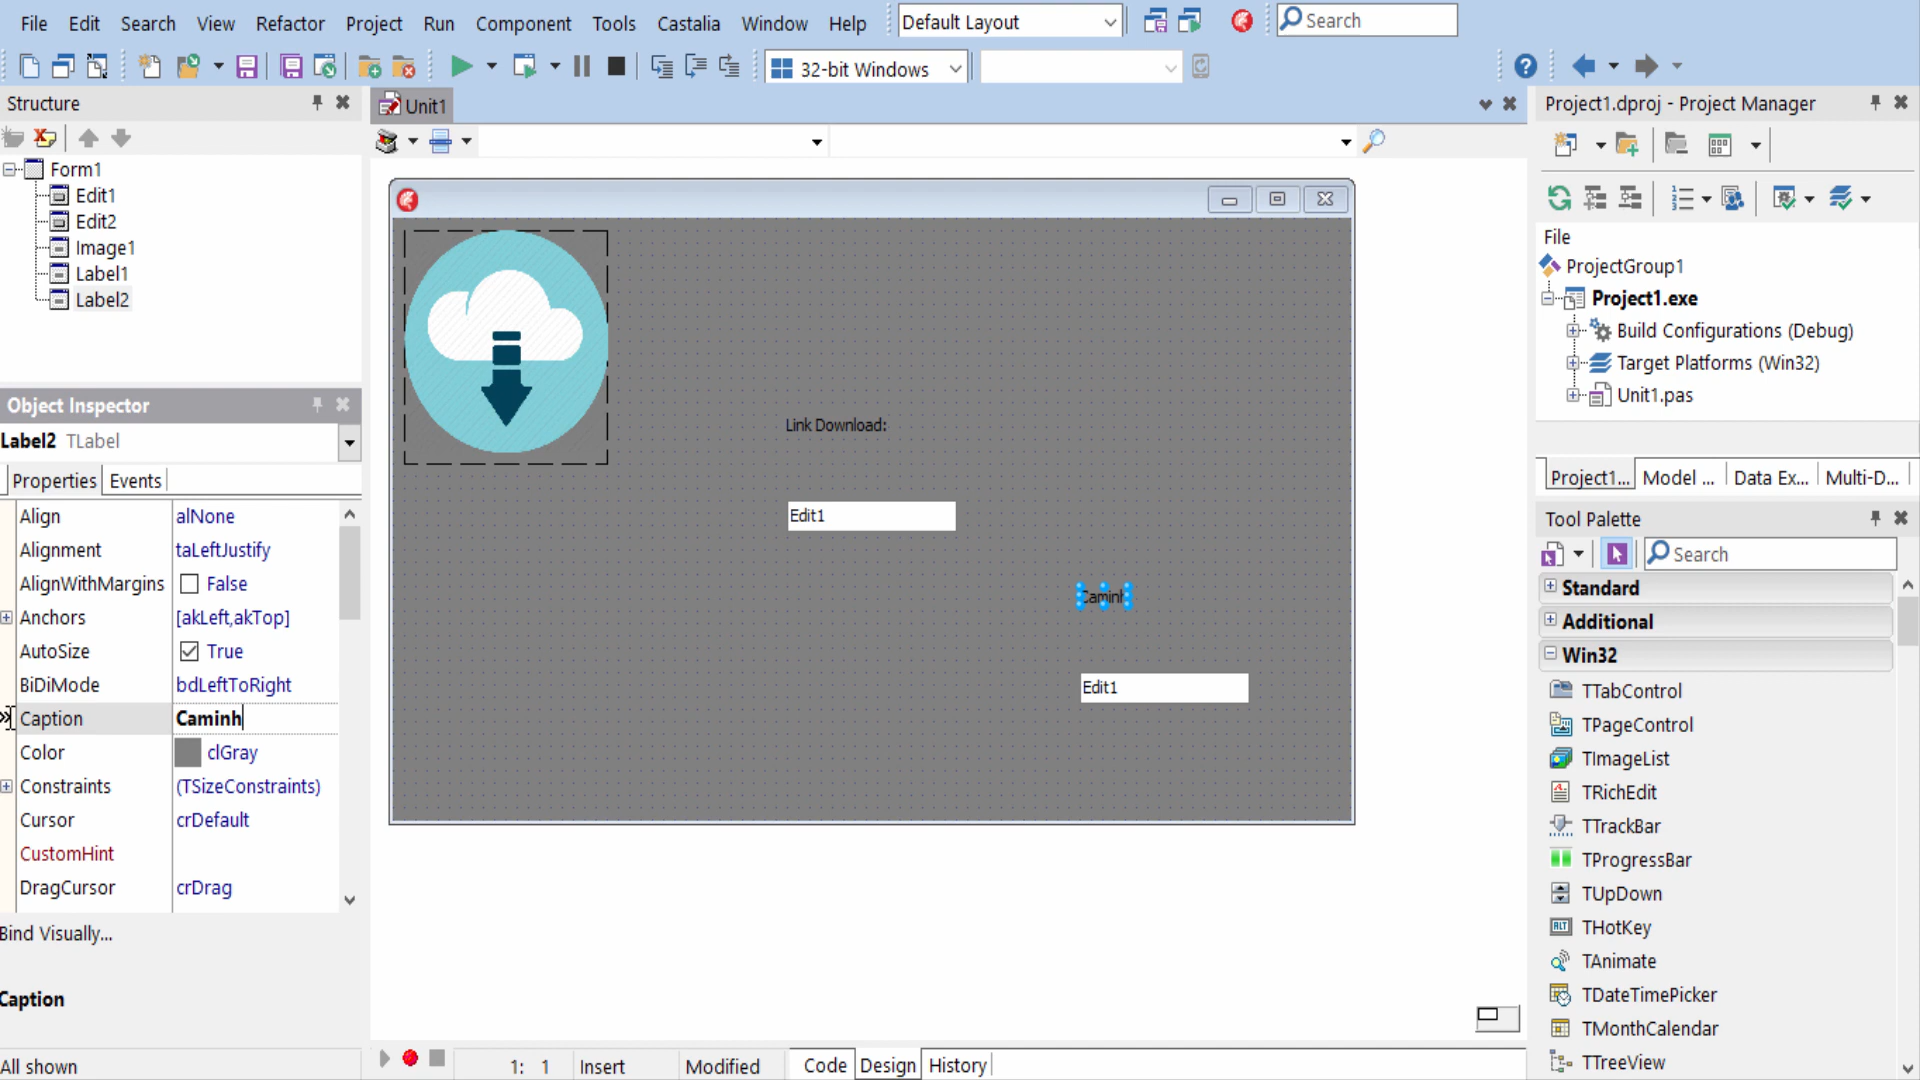 File Edit Search View Refactor Project Run Component Tools Castalia Window Help Default Layout Search
32-bit Windows
Structure
Form1
Edit1
Edit2
Image1
Label1
Label2
Object Inspector
Label2 TLabel
Properties Events
Align alNone
Alignment taLeftJustify
AlignWithMargins False
Anchors [akLeft,akTop]
AutoSize True
BiDiMode bdLeftToRight
Caption Caminh
Color clGray
Constraints (TSizeConstraints)
Cursor crDefault
CustomHint
DragCursor crDrag
Bind Visually...
Caption
All shown
Unit1
Link Download:
Edit1
Caminh
Edit1
1: 1 Insert Modified Code Design History
Project1.dproj - Project Manager
File
ProjectGroup1
Project1.exe
Build Configurations (Debug)
Target Platforms (Win32)
Unit1.pas
Project1... Model ... Data Ex... Multi-D...
Tool Palette
Search
Standard
Additional
Win32
TTabControl
TPageControl
TImageList
TRichEdit
TTrackBar
TProgressBar
TUpDown
THotKey
TAnimate
TDateTimePicker
TMonthCalendar
TTreeView